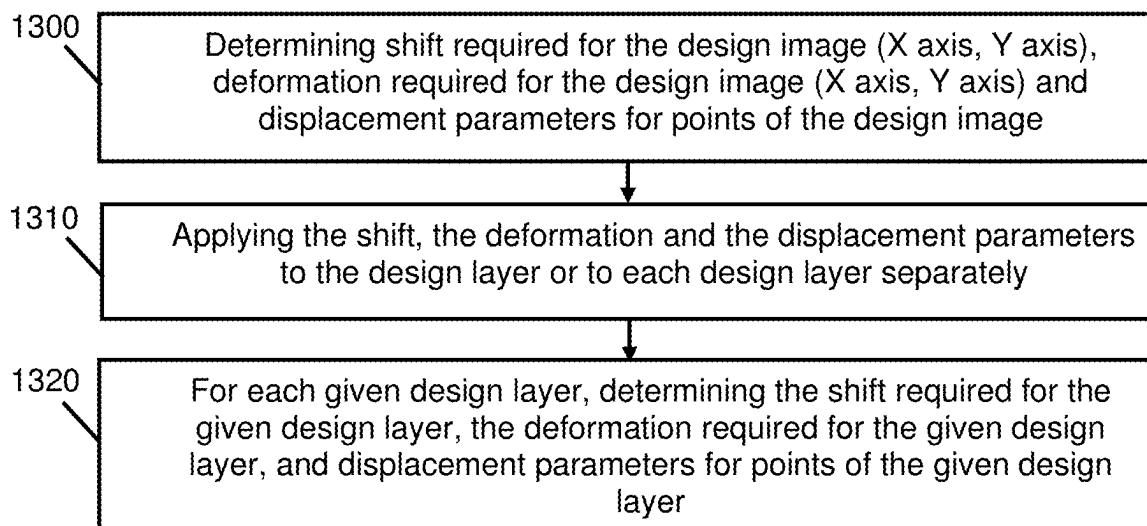 1300
Determining shift required for the design image (X axis, Y axis),
deformation required for the design image (X axis, Y axis) and
displacement parameters for points of the design image
1310
Applying the shift, the deformation and the displacement parameters
to the design layer or to each design layer separately
1320
For each given design layer, determining the shift required for the
given design layer, the deformation required for the given design
layer, and displacement parameters for points of the given design
layer